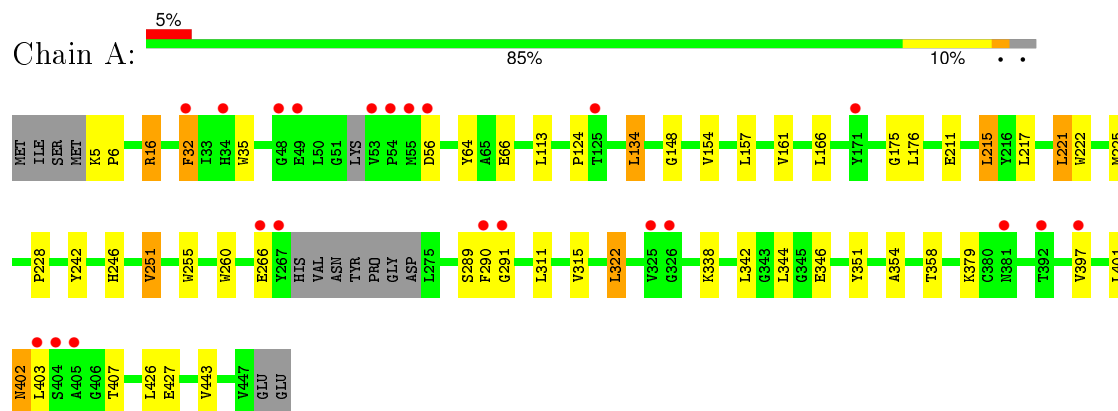 5%
Chain A:
85% 10% • •
MET ILE SER MET K5 P6 R16 F32 I33 H34 W35 G48 E49 L50 G51 LYS V53 P54 M55 D56 Y64 A65 E66 L113 P124 T125 L134 G148 V154 L157 V161 L166 Y171 G175 L176 E211 L215 Y216 L217 L221 W222
P228 Y242 H246 V251 W255 W260 E266 Y267 HIS VAL ASN TYR PRO GLY ASP L275 S289 F290 G291 L311 V315 L322 V325 G326 K338 L342 G343 L344 G345 E346 Y351 A354 T358 K379 C380 N381 T392 V397 L401
N402 L403 S404 A405 G406 T407 L426 E427 V443 V447 GLU GLU